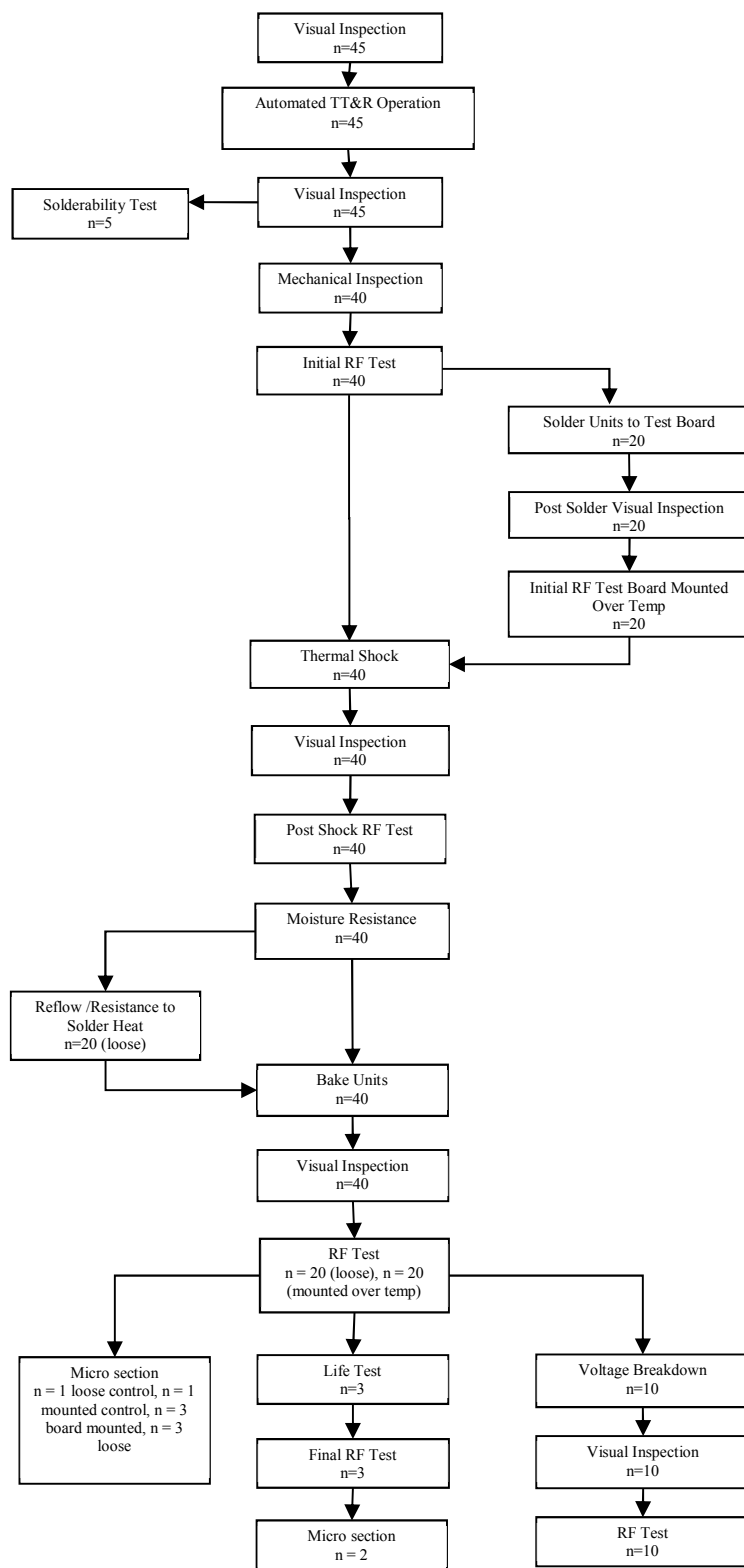 Visual Inspection
n=45
Automated TT&R Operation
n=45
Visual Inspection
n=45
Solderability Test
n=5
Mechanical Inspection
n=40
Initial RF Test
n=40
Solder Units to Test Board
n=20
Post Solder Visual Inspection
n=20
Initial RF Test Board Mounted
Over Temp
n=20
Thermal Shock
n=40
Visual Inspection
n=40
Post Shock RF Test
n=40
Moisture Resistance
n=40
Reflow /Resistance to
Solder Heat
n=20 (loose)
Bake Units
n=40
Visual Inspection
n=40
RF Test
n = 20 (loose), n = 20
(mounted over temp)
Micro section
n = 1 loose control, n = 1
mounted control, n = 3
board mounted, n = 3
loose
Life Test
n=3
Final RF Test
n=3
Micro section
n = 2
Voltage Breakdown
n=10
Visual Inspection
n=10
RF Test
n=10